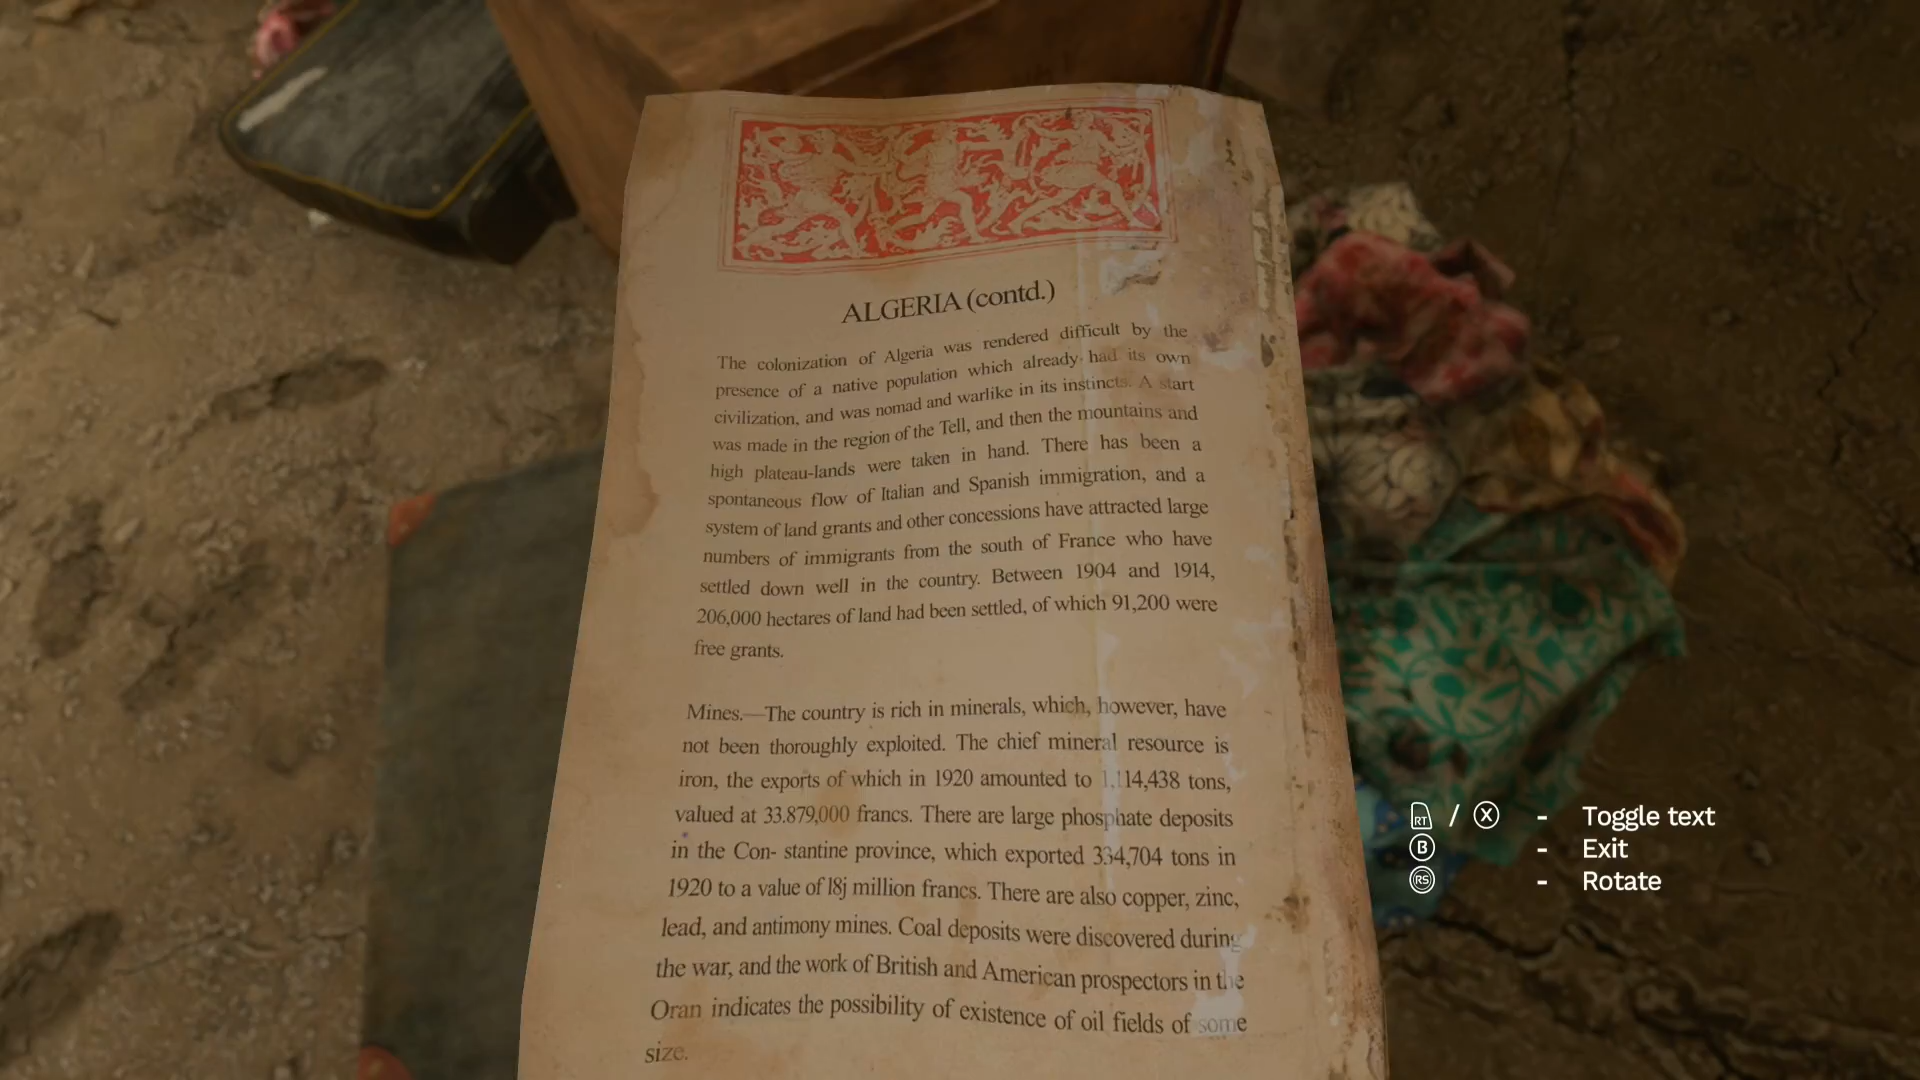 ALGERIA (contd.)
The colonization of Algeria was rendered difficult by the
presence of a native population which already had its own
civilization, and was nomad and warlike in its instincts. A start
was made in the region of the Tell, and then the mountains and
high plateau-lands were taken in hand. There has been a
spontaneous flow of Italian and Spanish immigration, and a
system of land grants and other concessions have attracted large
numbers of immigrants from the south of France who have
settled down well in the country. Between 1904 and 1914,
206,000 hectares of land had been settled, of which 91,200 were
free grants.
Mines.—The country is rich in minerals, which, however, have
not been thoroughly exploited. The chief mineral resource is
iron, the exports of which in 1920 amounted to 1,114,438 tons,
valued at 33.879,000 francs. There are large phosphate deposits
in the Con- stantine province, which exported 334,704 tons in
1920 to a value of l8j million francs. There are also copper, zinc,
lead, and antimony mines. Coal deposits were discovered during
the war, and the work of British and American prospectors in the
Oran indicates the possibility of existence of oil fields of some
size.
RT / X - Toggle text
B - Exit
RS - Rotate